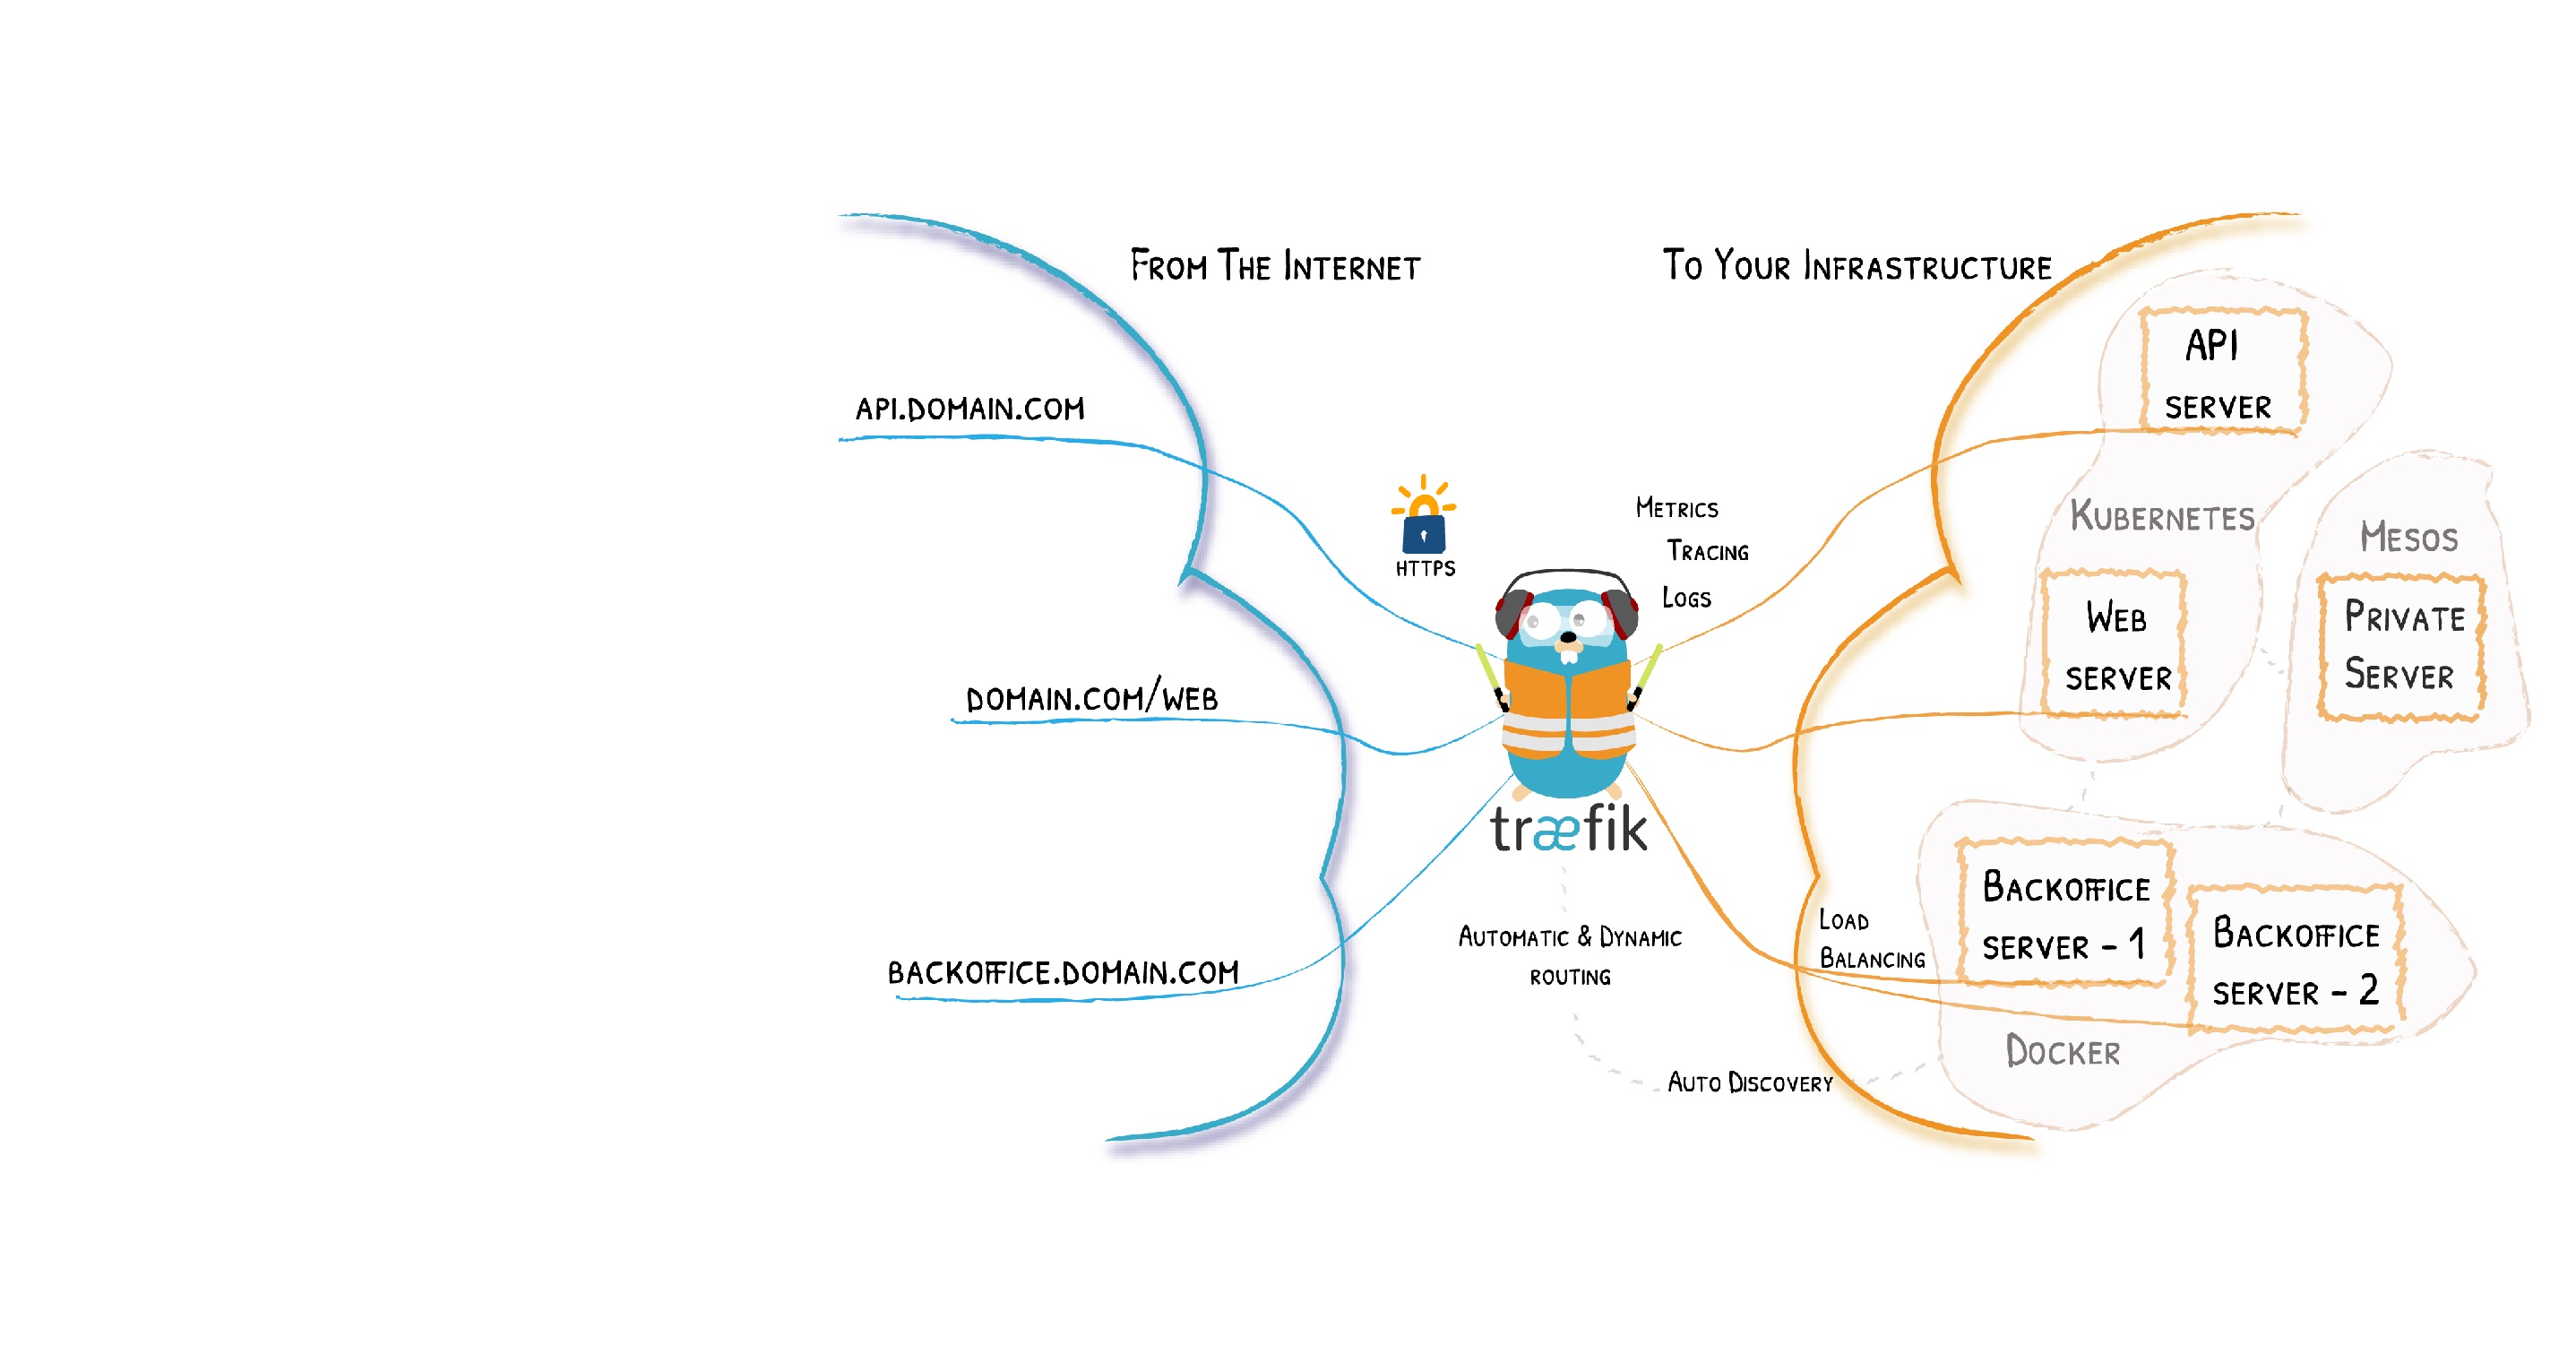 From The Internet
To Your Infrastructure
api.domain.com
domain.com/web
backoffice.domain.com
HTTPS
Metrics
Tracing
Logs
træfik
Automatic & Dynamic
routing
Auto Discovery
Load
Balancing
API
server
Kubernetes
Web
server
Mesos
Private
Server
Backoffice
server - 1
Backoffice
server - 2
Docker